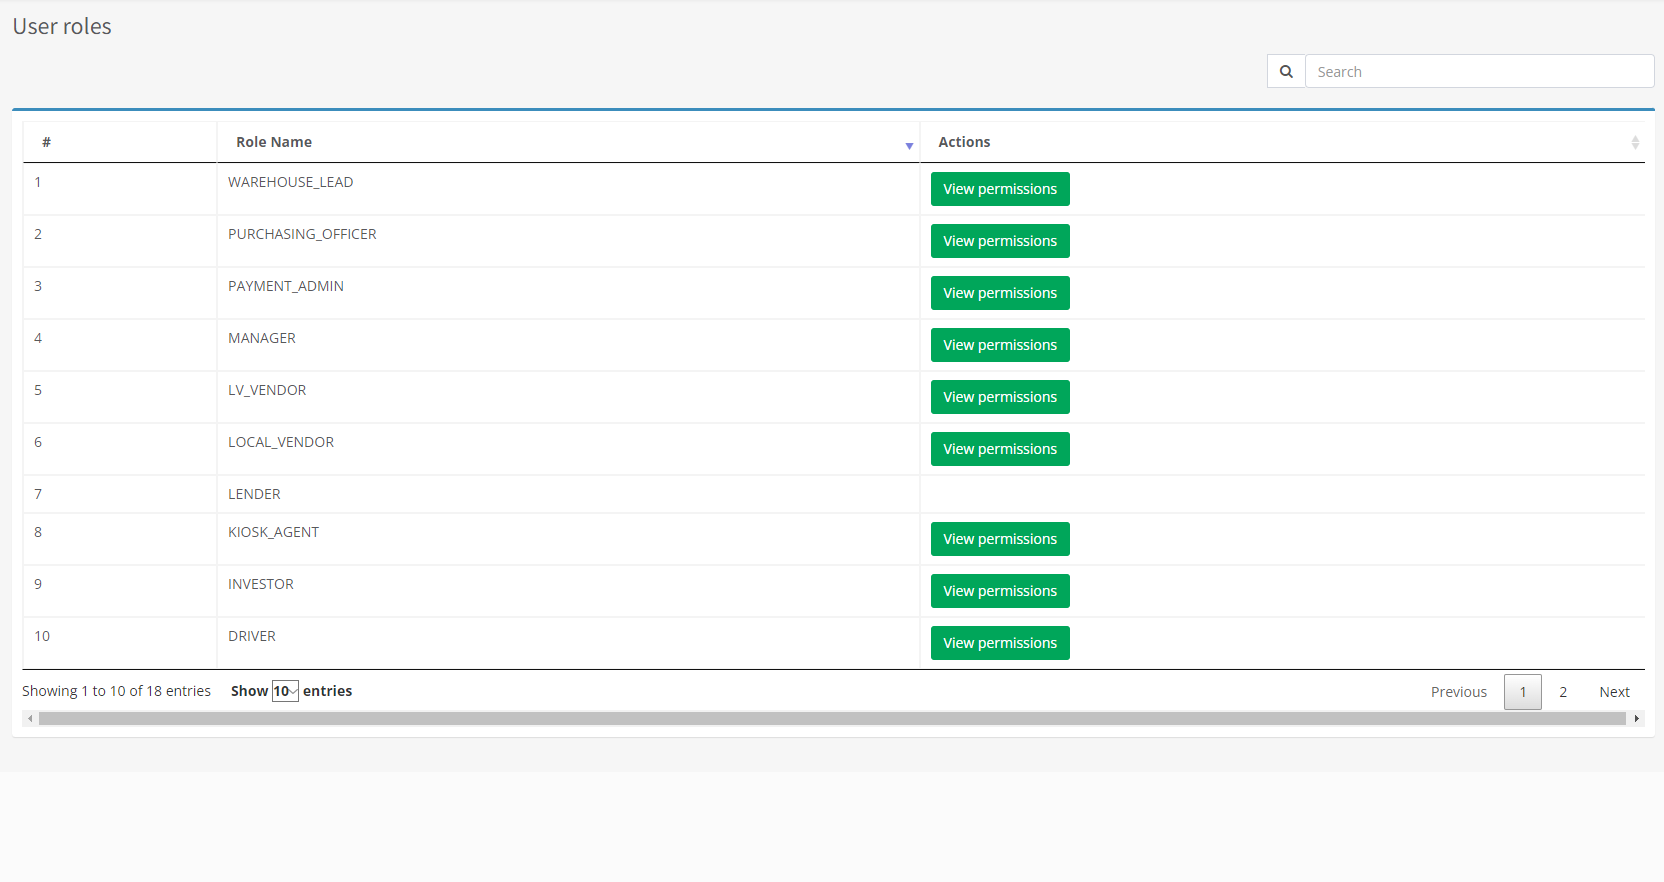 User roles
Search
# Role Name Actions
1 WAREHOUSE_LEAD View permissions
2 PURCHASING_OFFICER View permissions
3 PAYMENT_ADMIN View permissions
4 MANAGER View permissions
5 LV_VENDOR View permissions
6 LOCAL_VENDOR View permissions
7 LENDER
8 KIOSK_AGENT View permissions
9 INVESTOR View permissions
10 DRIVER View permissions
Showing 1 to 10 of 18 entries Show 10 entries Previous 1 2 Next